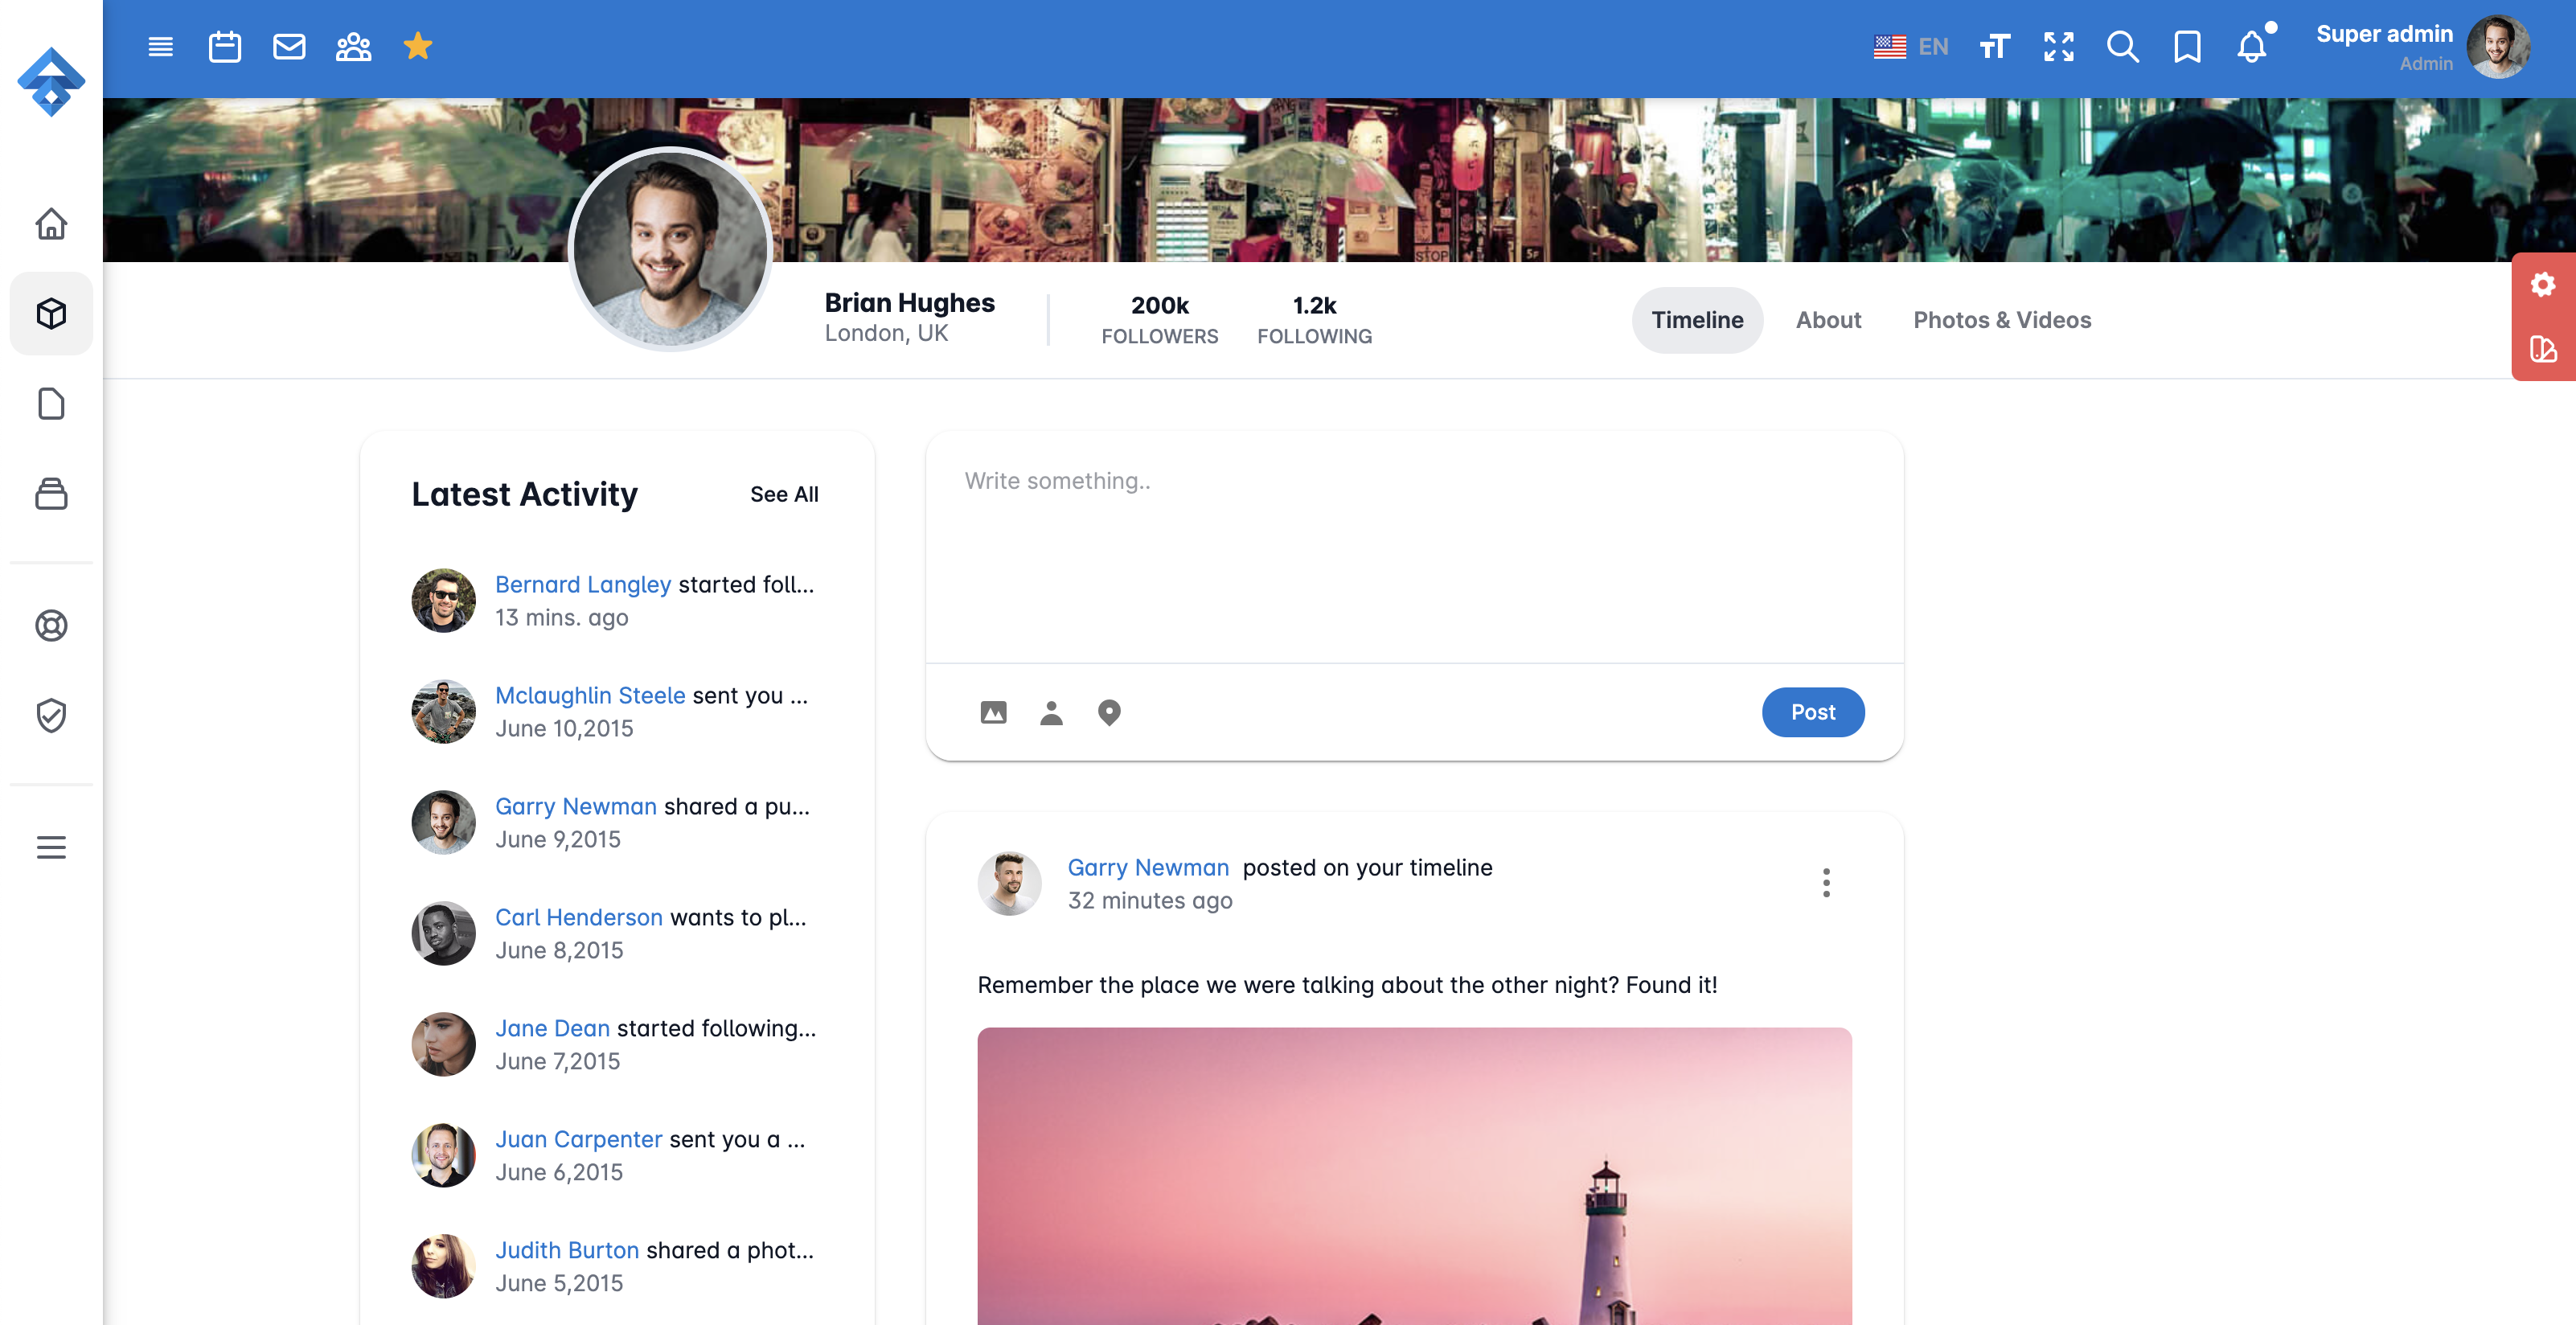 EN
Super admin
Admin
STOP
Brian Hughes
London, UK
200k
FOLLOWERS
1.2k
FOLLOWING
Timeline
About
Photos & Videos
Latest Activity
See All
Bernard Langley started foll...
13 mins. ago
Mclaughlin Steele sent you ...
June 10,2015
Garry Newman shared a pu...
June 9,2015
Carl Henderson wants to pl...
June 8,2015
Jane Dean started following...
June 7,2015
Juan Carpenter sent you a ...
June 6,2015
Judith Burton shared a phot...
June 5,2015
Write something..
Post
Garry Newman posted on your timeline
32 minutes ago
Remember the place we were talking about the other night? Found it!